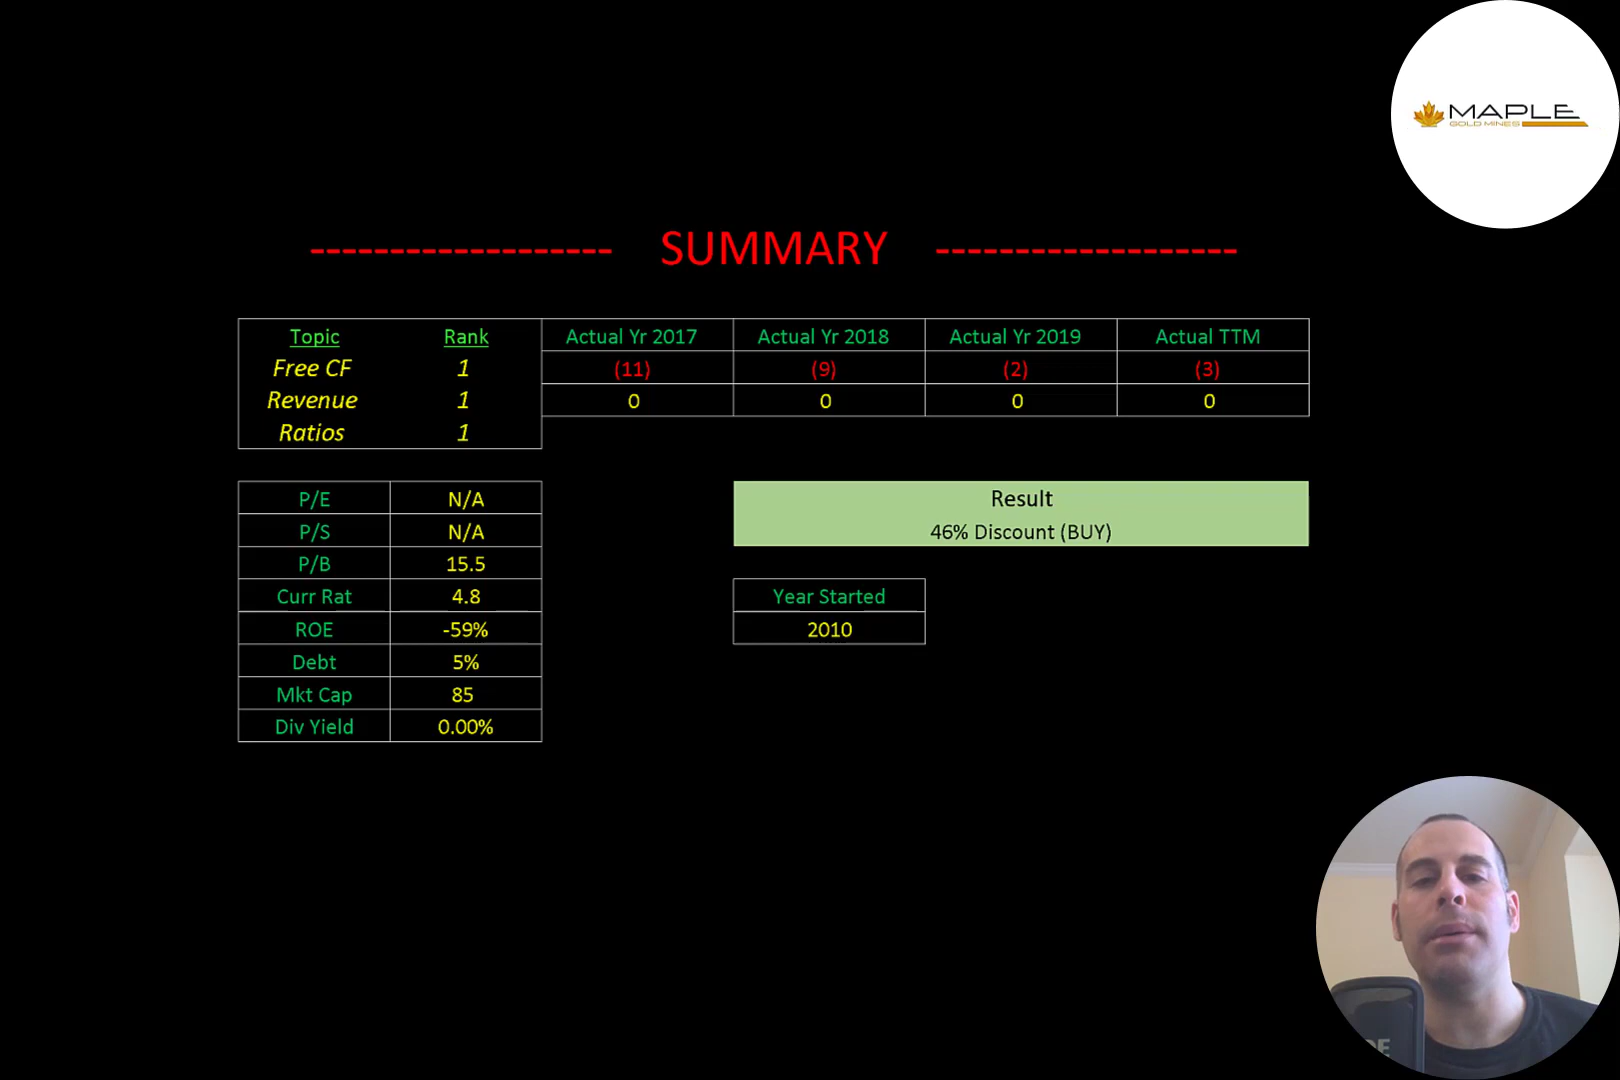 MAPLE
GOLD MINES
------------------- SUMMARY -------------------
Topic Rank Actual Yr 2017 Actual Yr 2018 Actual Yr 2019 Actual TTM
Free CF 1 (11) (9) (2) (3)
Revenue 1 0 0 0 0
Ratios 1
P/E N/A
P/S N/A
P/B 15.5
Curr Rat 4.8
ROE -59%
Debt 5%
Mkt Cap 85
Div Yield 0.00%
Result
46% Discount (BUY)
Year Started
2010